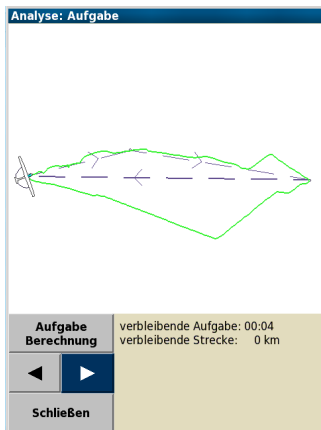 Analyse: Aufgabe
Aufgabe
Berechnung
verbleibende Aufgabe: 00:04
verbleibende Strecke: 0 km
Schließen